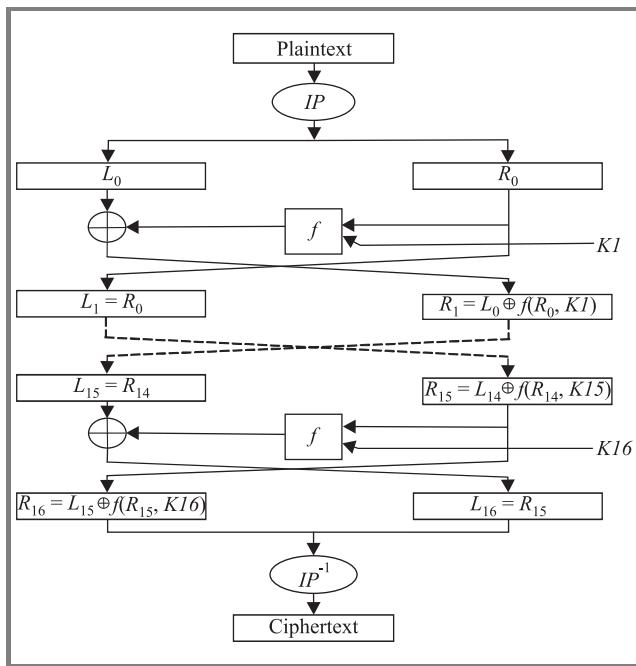 Plaintext
IP
L₀
R₀
f
K1
L₁ = R₀
R₁ = L₀ ⊕ f(R₀, K1)
L₁₅ = R₁₄
R₁₅ = L₁₄ ⊕ f(R₁₄, K15)
f
K16
R₁₆ = L₁₅ ⊕ f(R₁₅, K16)
L₁₆ = R₁₅
IP⁻¹
Ciphertext